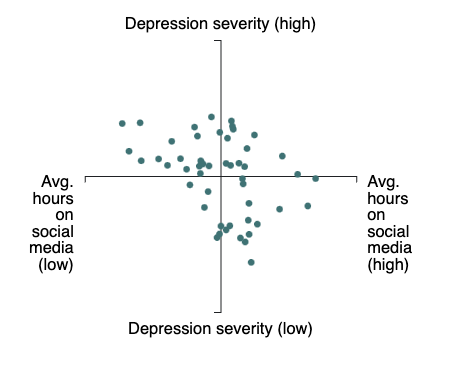 Depression severity (high)
Avg.
hours
on
social
media
(low)
Avg.
hours
on
social
media
(high)
Depression severity (low)